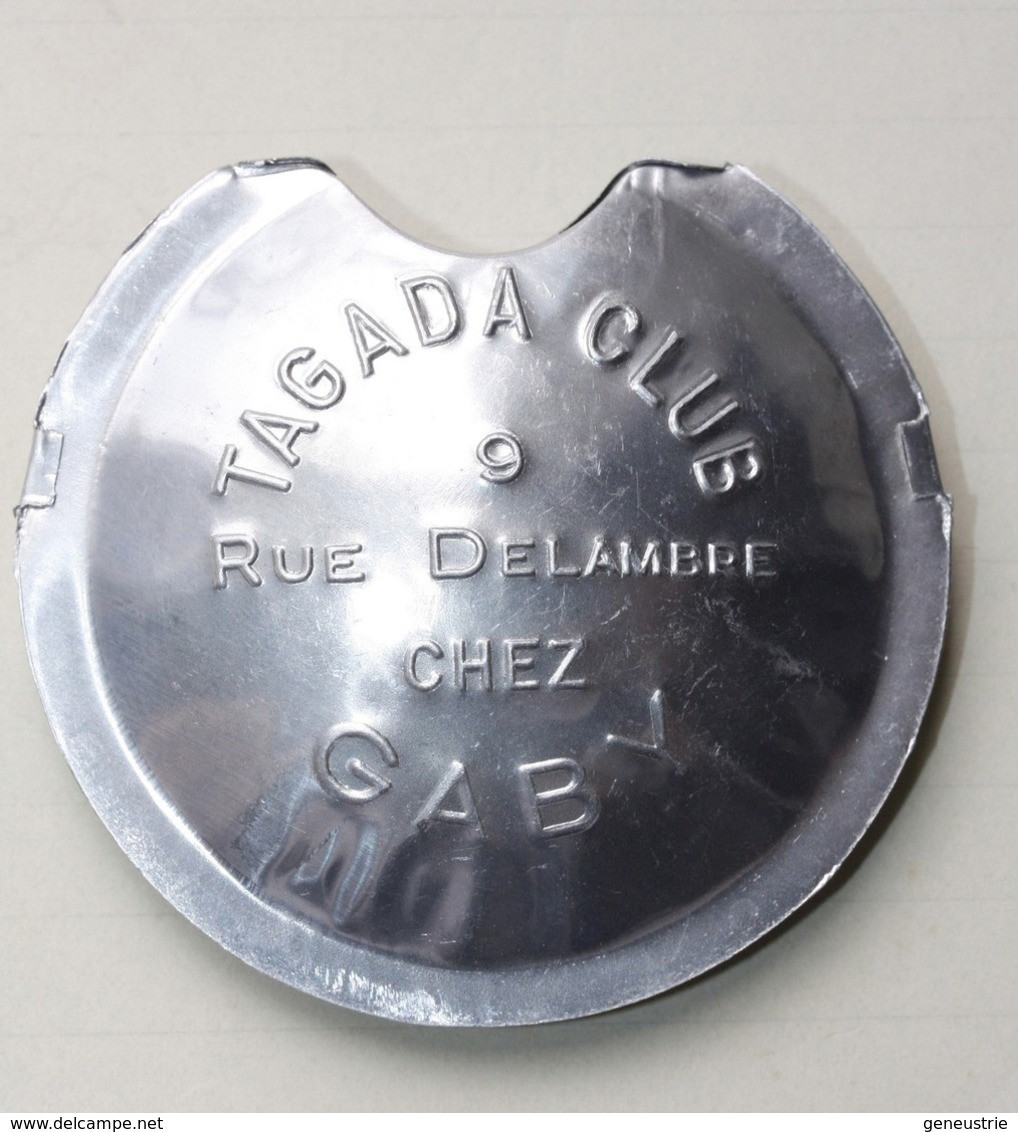 TAGADA CLUB
9
RUE DELAMBRE
CHEZ
GABY
www.delcampe.net
geneustrie